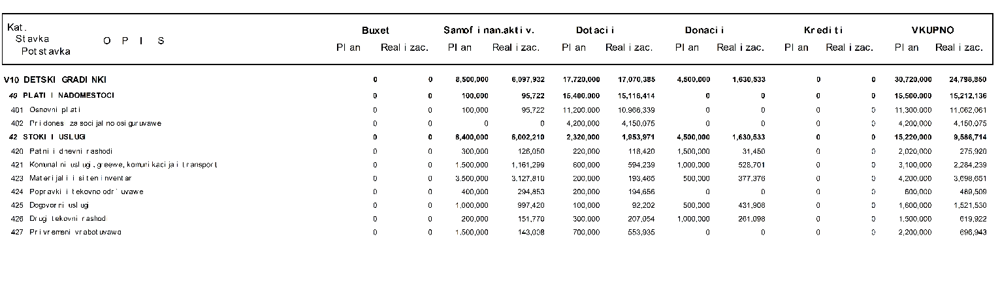 Kat. Buxet Samofinan.aktiv. Dotacii Donacii Krediti VKUPNO
Stavka O P I S
Potstavka Plan Realizac. Plan Realizac. Plan Realizac. Plan Realizac. Plan Realizac. Plan Realizac.
V10 DETSKI GRADINKI 0 0 8,500,000 6,097,932 17,720,000 17,070,385 4,500,000 1,630,533 0 0 30,720,000 24,798,850
40 PLATI I NADOMESTOCI 0 0 100,000 95,722 15,400,000 15,116,414 0 0 0 0 15,500,000 15,212,136
401 Osnovni plati 0 0 100,000 95,722 11,200,000 10,966,339 0 0 0 0 11,300,000 11,062,061
402 Pridonesi za socijalno osiguruvawe 0 0 0 0 4,200,000 4,150,075 0 0 0 0 4,200,000 4,150,075
42 STOKI I USLUGI 0 0 8,400,000 6,002,210 2,320,000 1,953,971 4,500,000 1,630,533 0 0 15,220,000 9,586,714
420 Patni i dnevni rashodi 0 0 300,000 126,050 220,000 118,420 1,500,000 31,450 0 0 2,020,000 275,920
421 Komunalni uslugi, greewe, komunikacija i transport 0 0 1,500,000 1,161,299 600,000 594,239 1,000,000 528,701 0 0 3,100,000 2,284,239
423 Materijali i siten inventar 0 0 3,500,000 3,127,810 200,000 193,465 500,000 377,376 0 0 4,200,000 3,698,651
424 Popravki i tekovno odr`uvawe 0 0 400,000 294,853 200,000 194,656 0 0 0 0 600,000 489,509
425 Dogovorni uslugi 0 0 1,000,000 997,420 100,000 92,202 500,000 431,908 0 0 1,600,000 1,521,530
426 Drugi tekovni rashodi 0 0 200,000 151,770 300,000 207,054 1,000,000 261,098 0 0 1,500,000 619,922
427 Privremeni vrabotuvawa 0 0 1,500,000 143,008 700,000 553,935 0 0 0 0 2,200,000 696,943